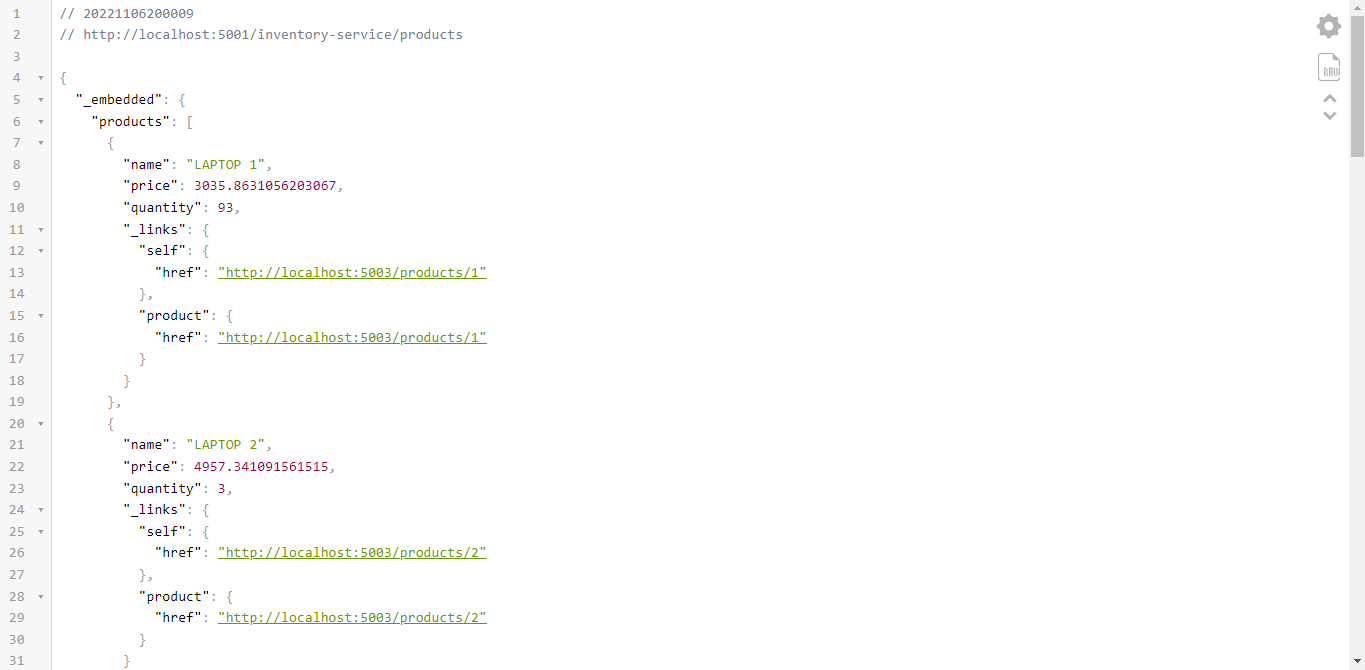 1 // 20221106200009
2 // http://localhost:5001/inventory-service/products
3
4 {
5 "_embedded": {
6 "products": [
7 {
8 "name": "LAPTOP 1",
9 "price": 3035.8631056203067,
10 "quantity": 93,
11 "_links": {
12 "self": {
13 "href": "http://localhost:5003/products/1"
14 },
15 "product": {
16 "href": "http://localhost:5003/products/1"
17 }
18 }
19 },
20 {
21 "name": "LAPTOP 2",
22 "price": 4957.341091561515,
23 "quantity": 3,
24 "_links": {
25 "self": {
26 "href": "http://localhost:5003/products/2"
27 },
28 "product": {
29 "href": "http://localhost:5003/products/2"
30 }
31 }
RAW